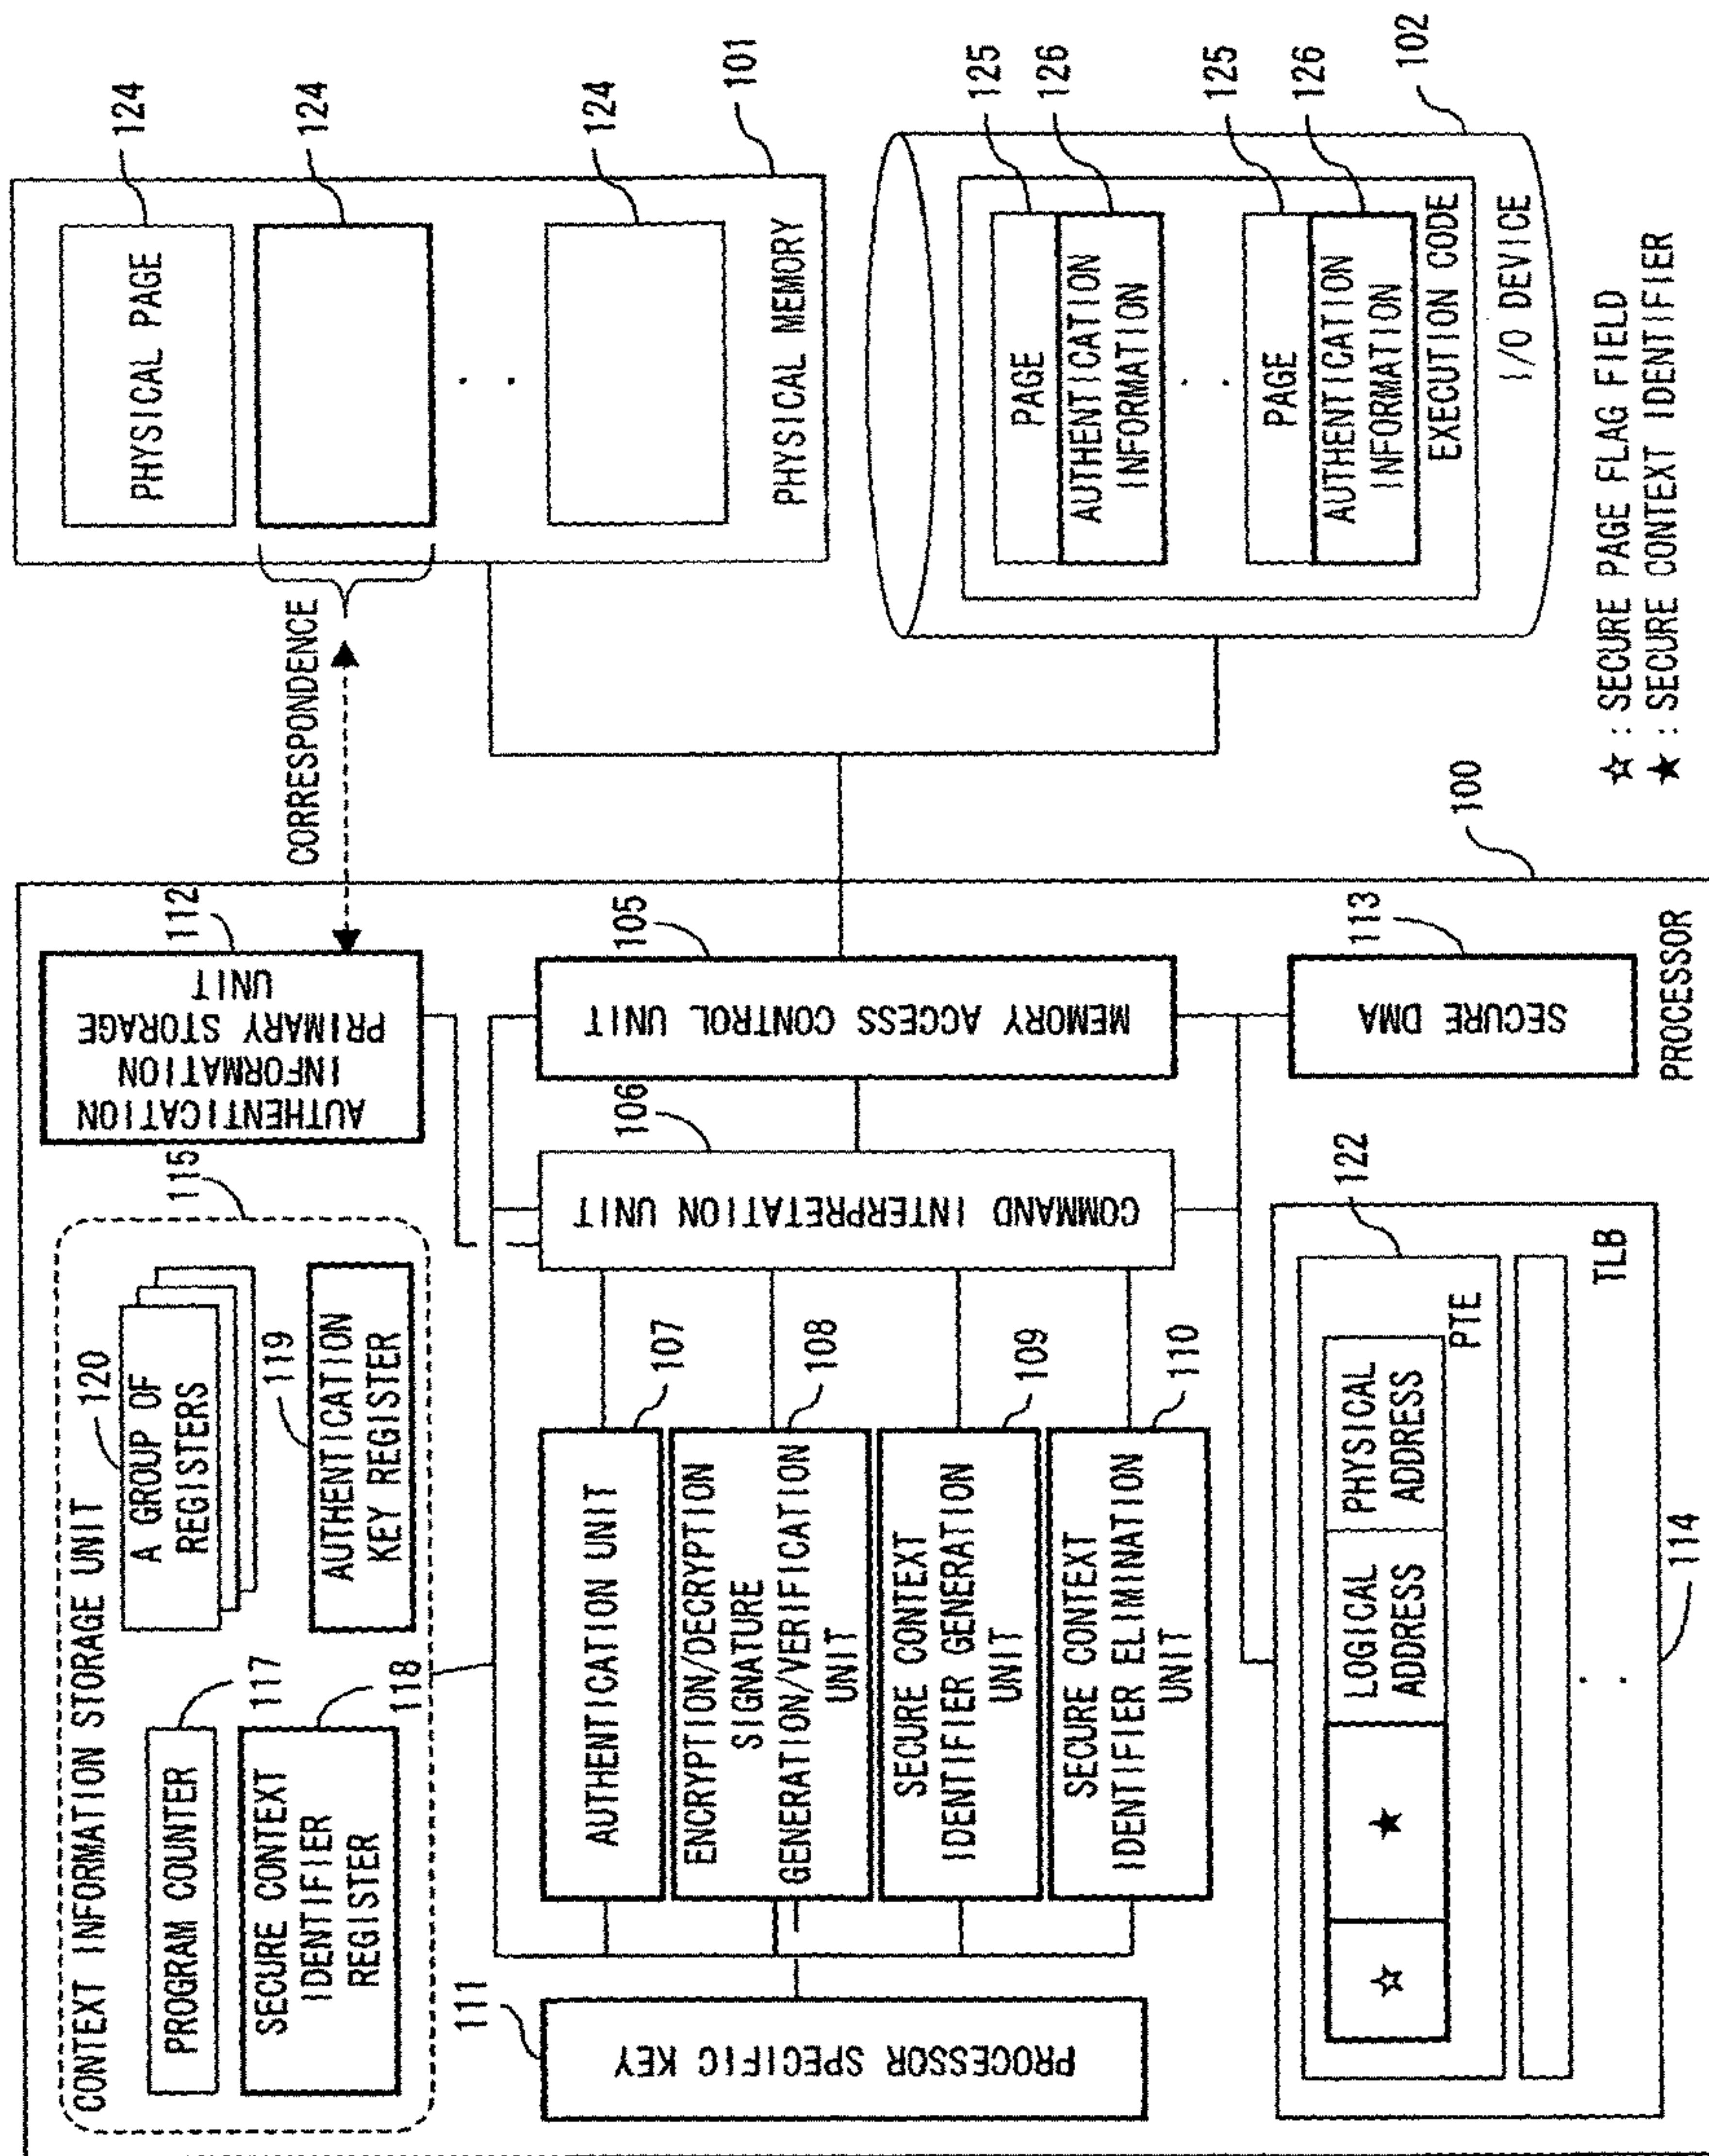 CONTEXT INFORMATION STORAGE UNIT
115
PROGRAM COUNTER
117
SECURE CONTEXT
IDENTIFIER
REGISTER
118
120
A GROUP OF
REGISTERS
119
AUTHENTICATION
KEY REGISTER
112
AUTHENTICATION
INFORMATION
PRIMARY STORAGE
UNIT
CORRESPONDENCE
PHYSICAL PAGE
124
124
.
.
124
PHYSICAL MEMORY
101
111
PROCESSOR SPECIFIC KEY
AUTHENTICATION UNIT
107
ENCRYPTION/DECRYPTION
SIGNATURE
GENERATION/VERIFICATION
UNIT
108
SECURE CONTEXT
IDENTIFIER GENERATION
UNIT
109
SECURE CONTEXT
IDENTIFIER ELIMINATION
UNIT
110
106
COMMAND INTERPRETATION UNIT
105
MEMORY ACCESS CONTROL UNIT
PAGE
125
AUTHENTICATION
INFORMATION
126
.
.
PAGE
125
AUTHENTICATION
INFORMATION
126
EXECUTION CODE
I/O DEVICE
102
☆
★
LOGICAL
ADDRESS
PHYSICAL
ADDRESS
PTE
122
.
.
TLB
114
113
SECURE DMA
PROCESSOR
100
☆ : SECURE PAGE FLAG FIELD
★ : SECURE CONTEXT IDENTIFIER